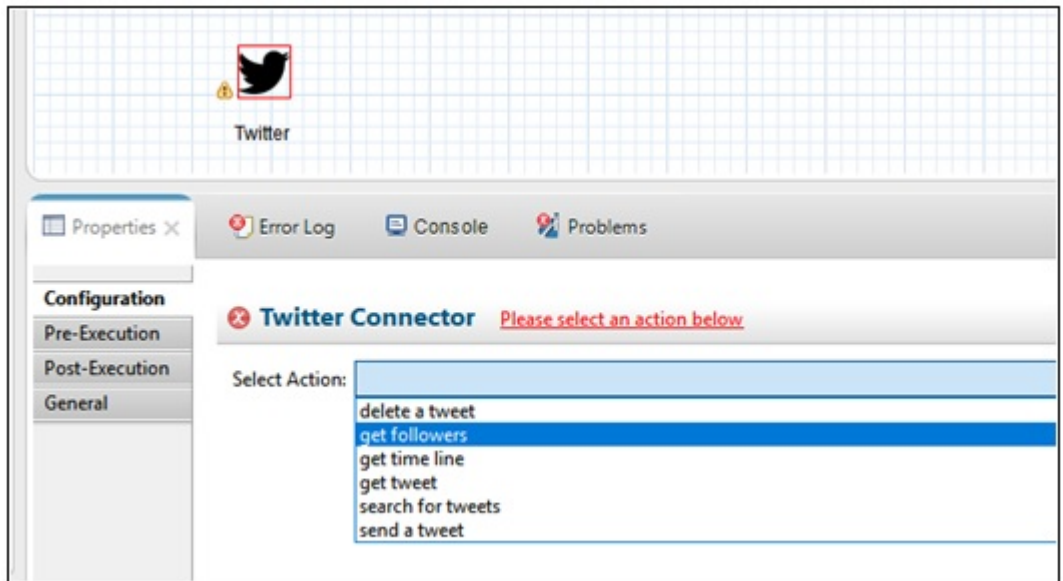 Twitter
Properties Error Log Console Problems
Configuration
Pre-Execution
Post-Execution
General
Twitter Connector Please select an action below
Select Action:
delete a tweet
get followers
get time line
get tweet
search for tweets
send a tweet